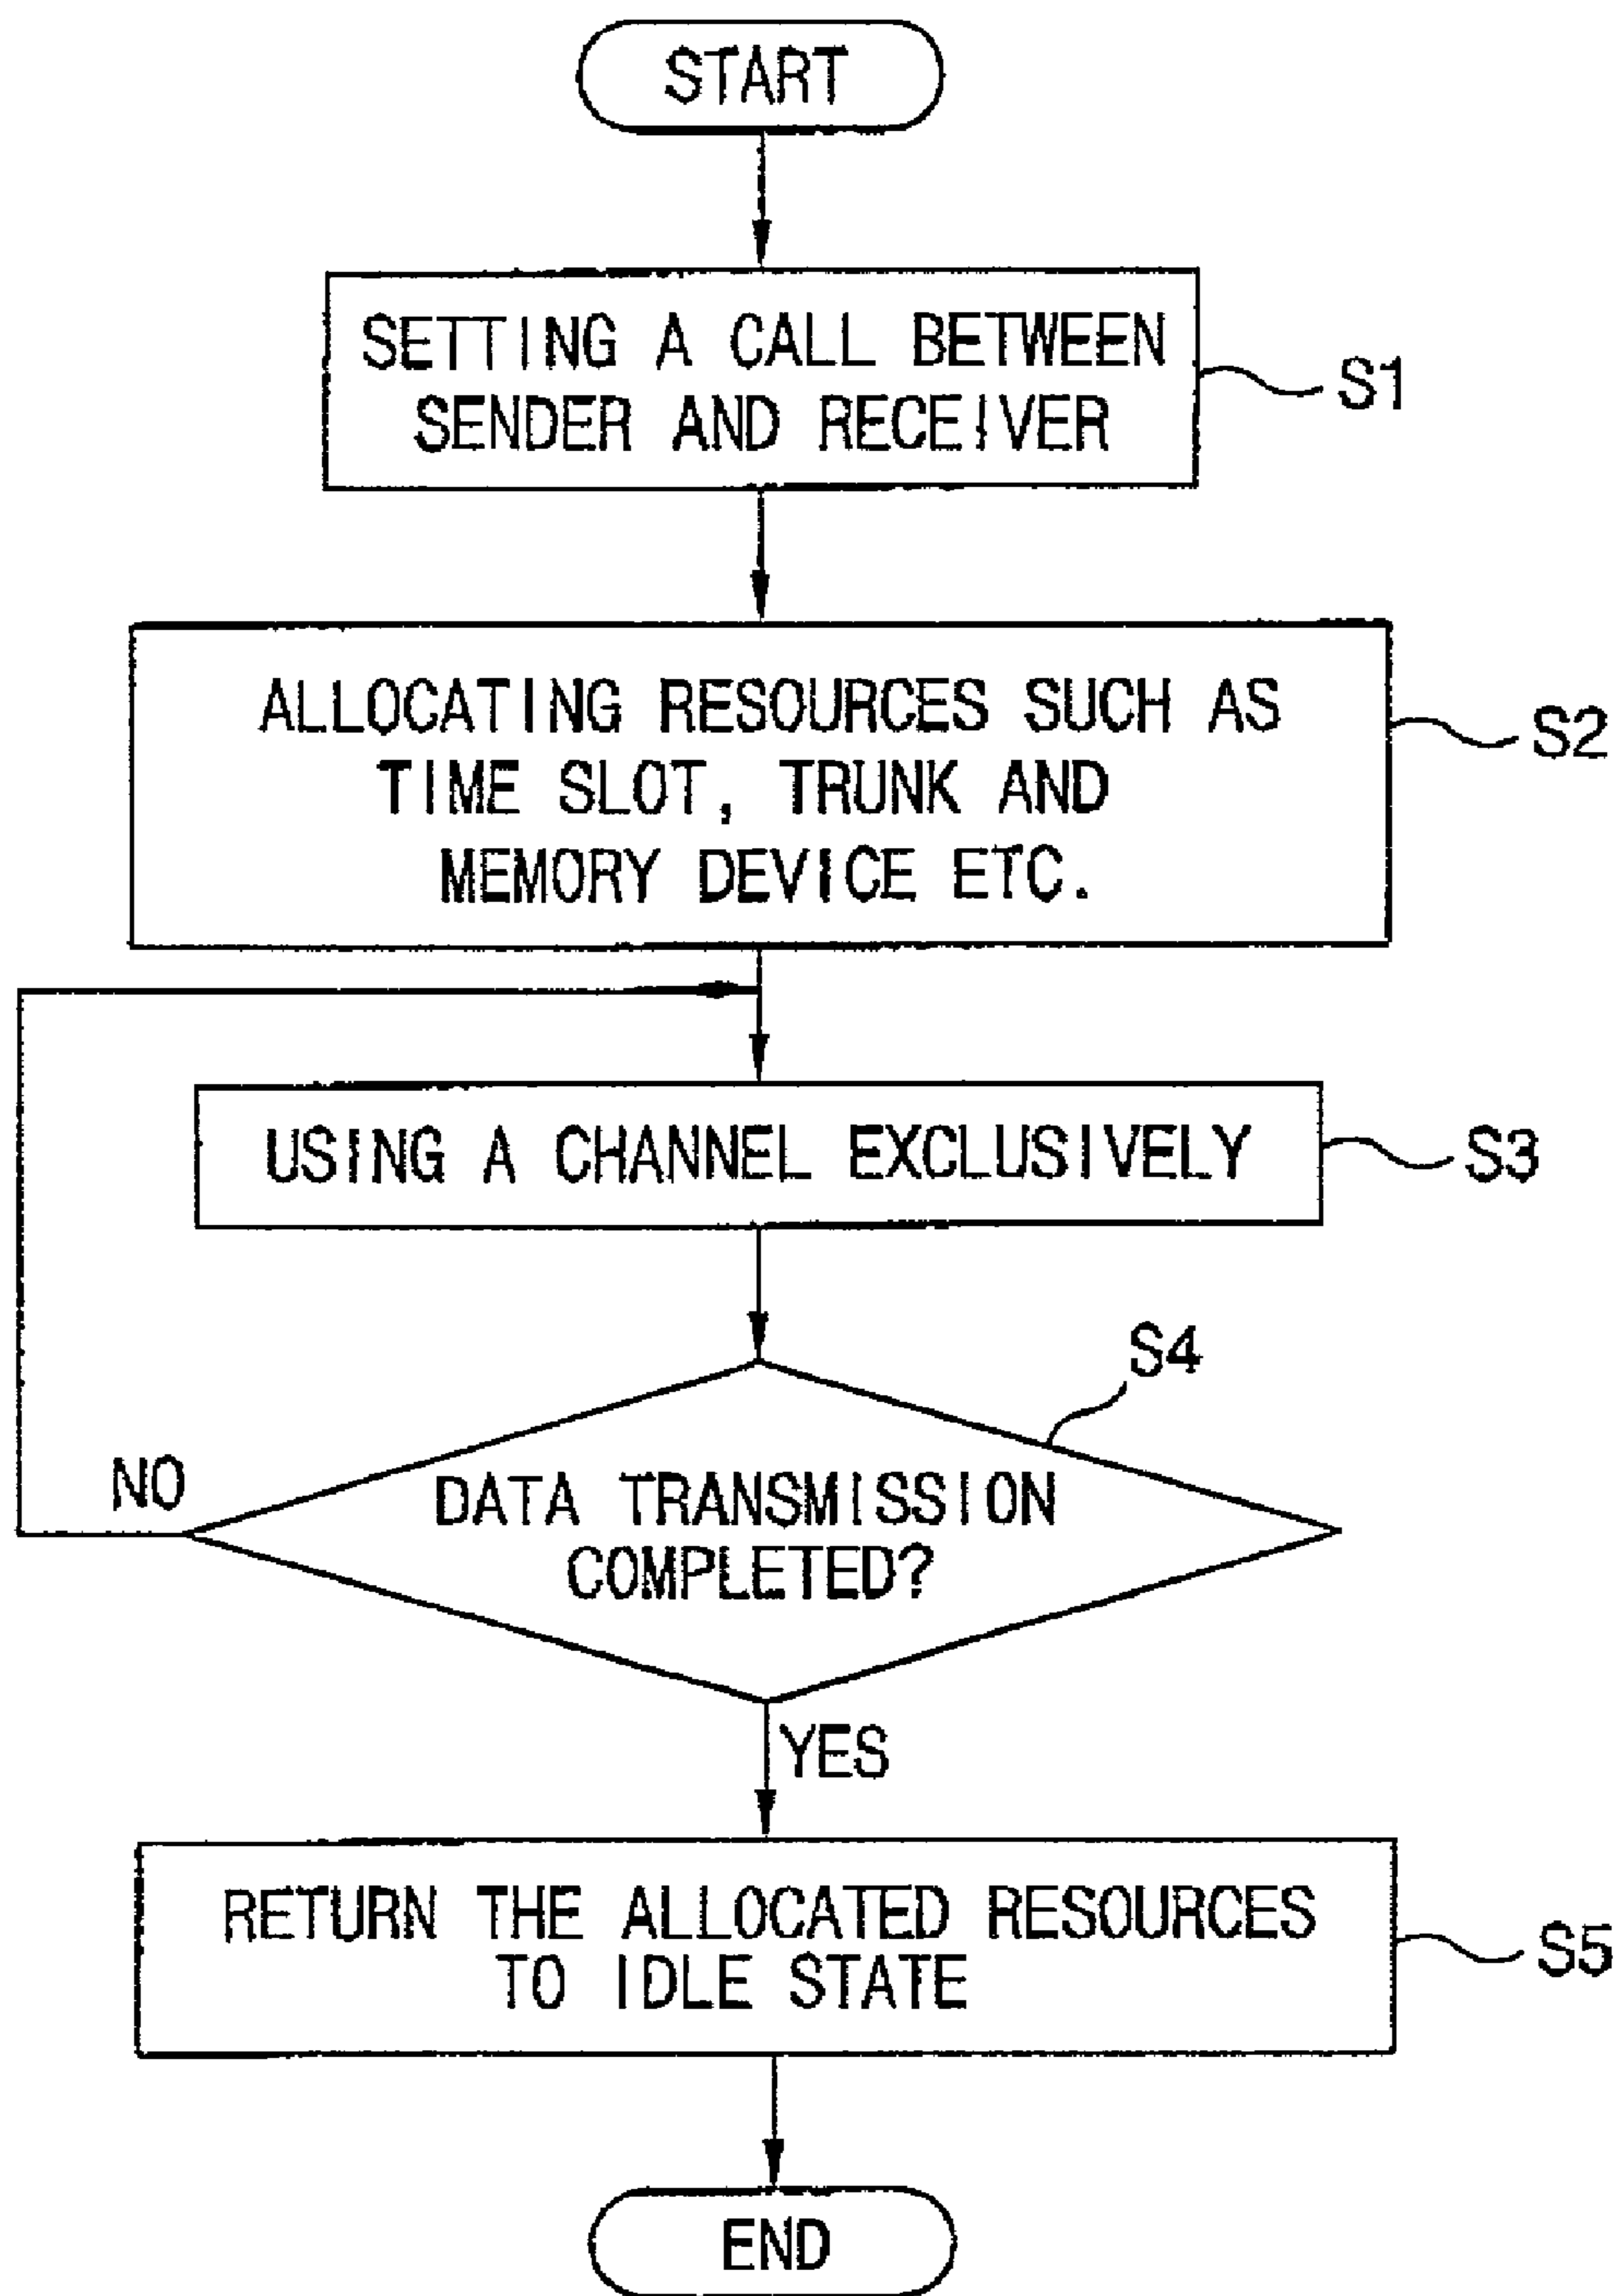 START
SETTING A CALL BETWEEN
SENDER AND RECEIVER
S1
ALLOCATING RESOURCES SUCH AS
TIME SLOT, TRUNK AND
MEMORY DEVICE ETC.
S2
USING A CHANNEL EXCLUSIVELY
S3
S4
NO
DATA TRANSMISSION
COMPLETED?
YES
RETURN THE ALLOCATED RESOURCES
TO IDLE STATE
S5
END